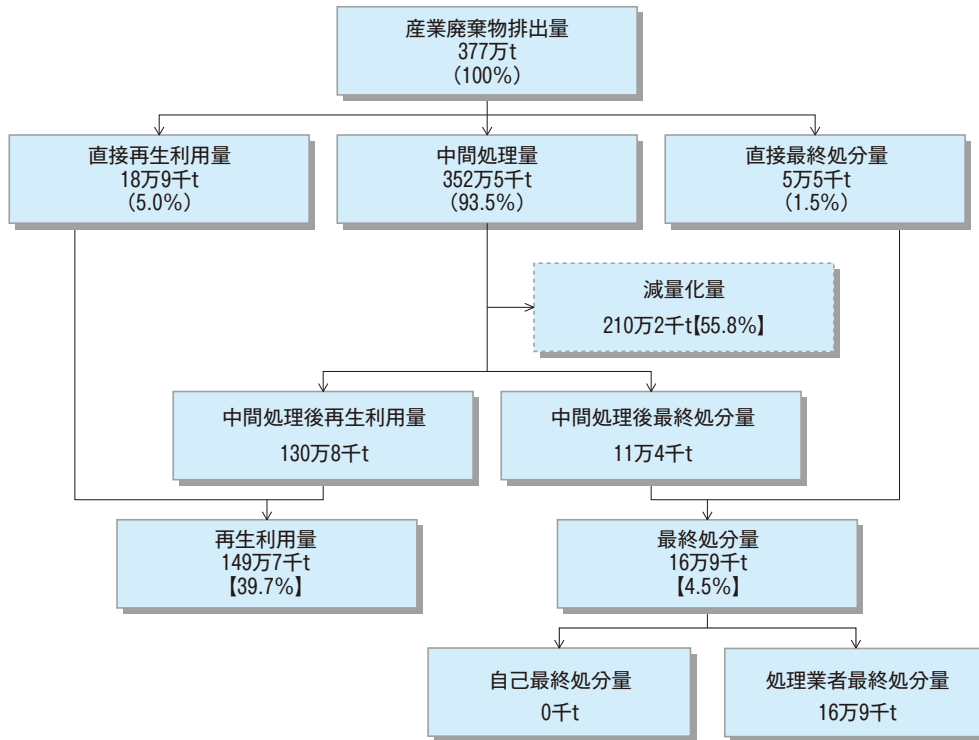 産業廃棄物排出量
377万t
(100%)
直接再生利用量
18万9千t
(5.0%)
中間処理量
352万5千t
(93.5%)
直接最終処分量
5万5千t
(1.5%)
減量化量
210万2千t【55.8%】
中間処理後再生利用量
130万8千t
中間処理後最終処分量
11万4千t
再生利用量
149万7千t
【39.7%】
最終処分量
16万9千t
【4.5%】
自己最終処分量
0千t
処理業者最終処分量
16万9千t